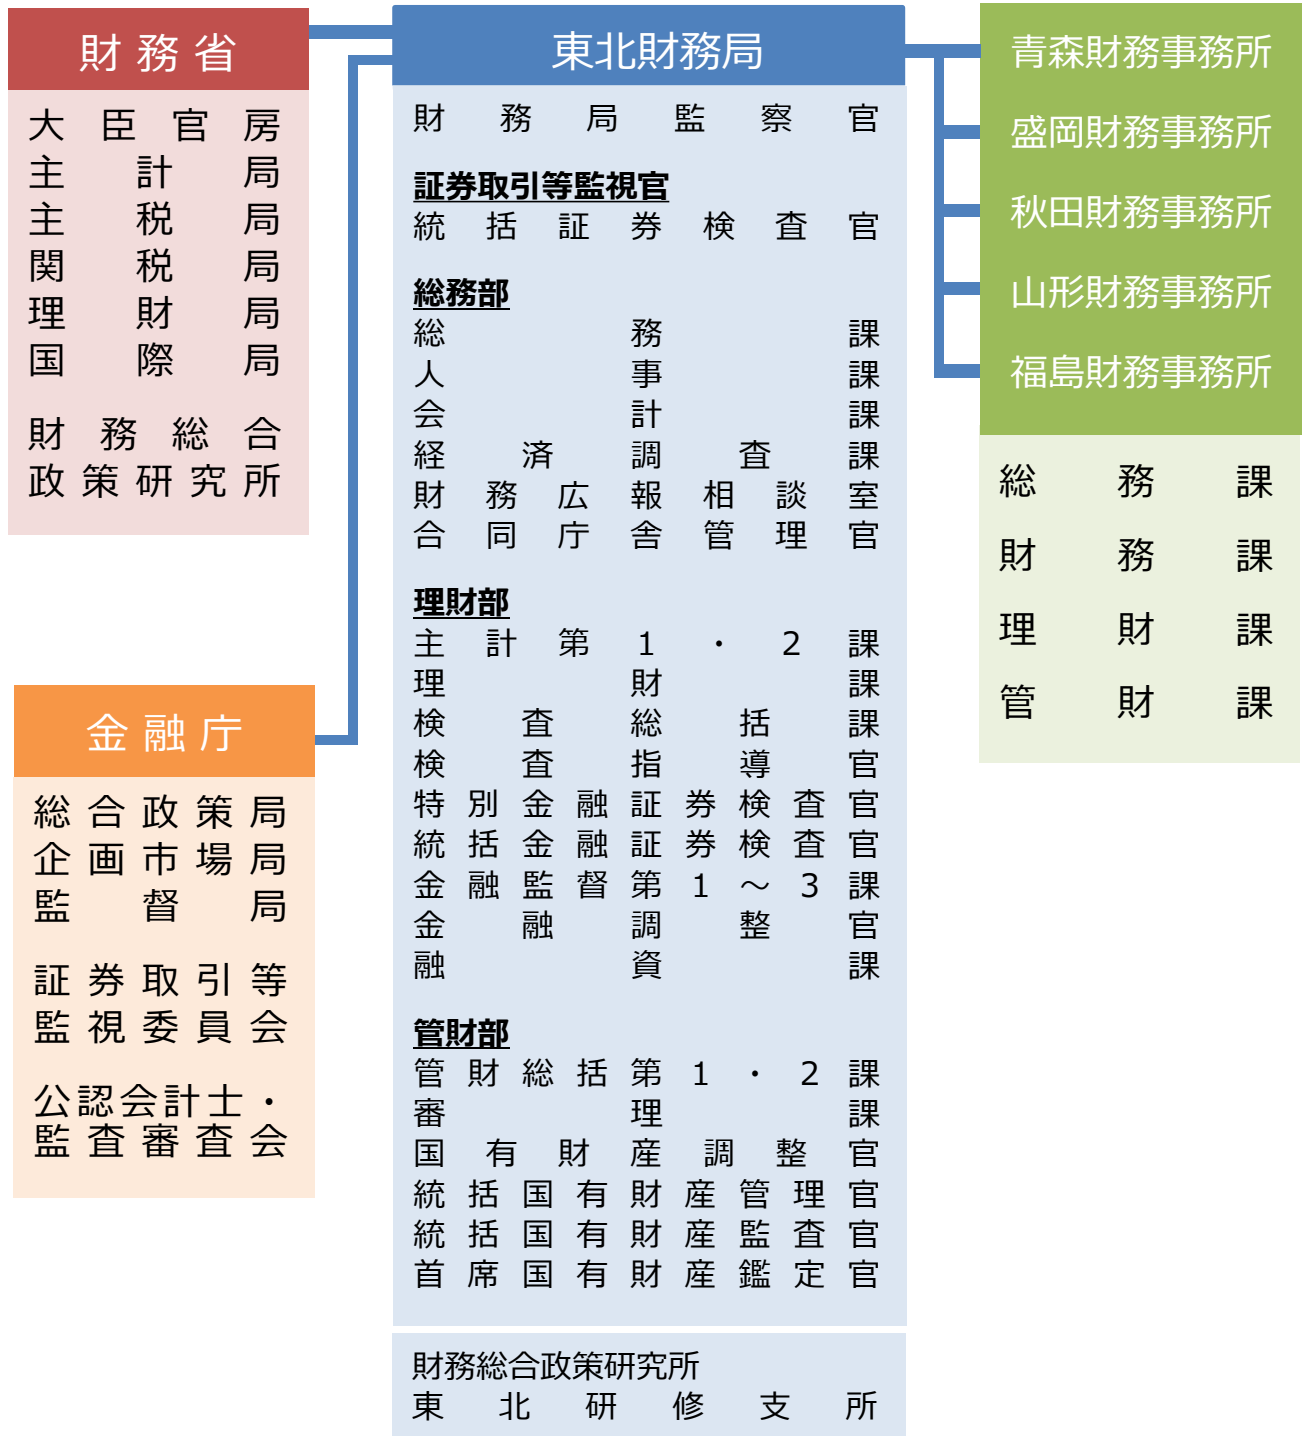 財務省
大臣官房
主計局
主税局
関税局
理財局
国際局
財務総合
政策研究所
金融庁
総合政策局
企画市場局
監督局
証券取引等
監視委員会
公認会計士・
監査審査会
東北財務局
財務局監察官
証券取引等監視官
統括証券検査官
総務部
総務課
人事課
会計課
経済調査課
財務広報相談室
合同庁舎管理官
理財部
主計第1・2課
理財課
検査総括課
検査指導官
特別金融証券検査官
統括金融証券検査官
金融監督第1～3課
金融調整官
融資課
管財部
管財総括第1・2課
審理課
国有財産調整官
統括国有財産管理官
統括国有財産監査官
首席国有財産鑑定官
財務総合政策研究所
東北研修支所
青森財務事務所
盛岡財務事務所
秋田財務事務所
山形財務事務所
福島財務事務所
総務課
財務課
理財課
管財課